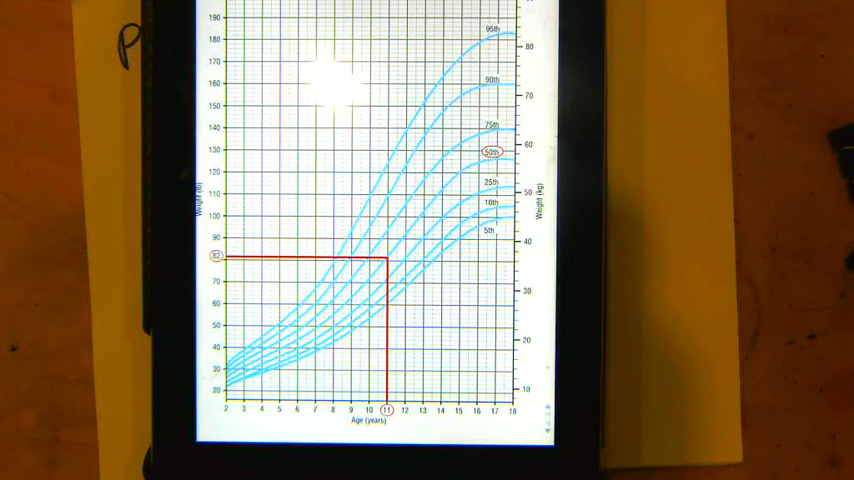 P
190
180
170
160
150
140
130
120
110
100
90
82
70
60
50
40
30
20
Weight (lb)
95th
90th
75th
50th
25th
10th
5th
80
70
60
50
40
30
20
10
Weight (kg)
2 3 4 5 6 7 8 9 10 11 12 13 14 15 16 17 18
Age (years)